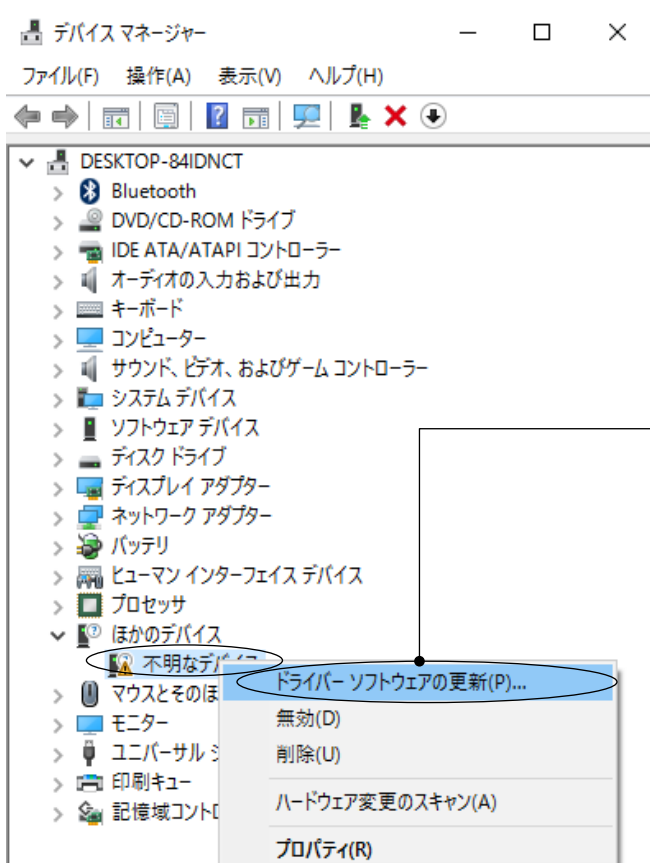 デバイス マネージャー
ファイル(F) 操作(A) 表示(V) ヘルプ(H)
DESKTOP-84IDNCT
Bluetooth
DVD/CD-ROM ドライブ
IDE ATA/ATAPI コントローラー
オーディオの入力および出力
キーボード
コンピューター
サウンド、ビデオ、およびゲーム コントローラー
システム デバイス
ソフトウェア デバイス
ディスク ドライブ
ディスプレイ アダプター
ネットワーク アダプター
バッテリ
ヒューマン インターフェイス デバイス
プロセッサ
ほかのデバイス
不明なデバイス
ドライバー ソフトウェアの更新(P)...
マウスとそのほ
無効(D)
モニター
ユニバーサル シ
削除(U)
印刷キュー
ハードウェア変更のスキャン(A)
記憶域コントロ
プロパティ(R)